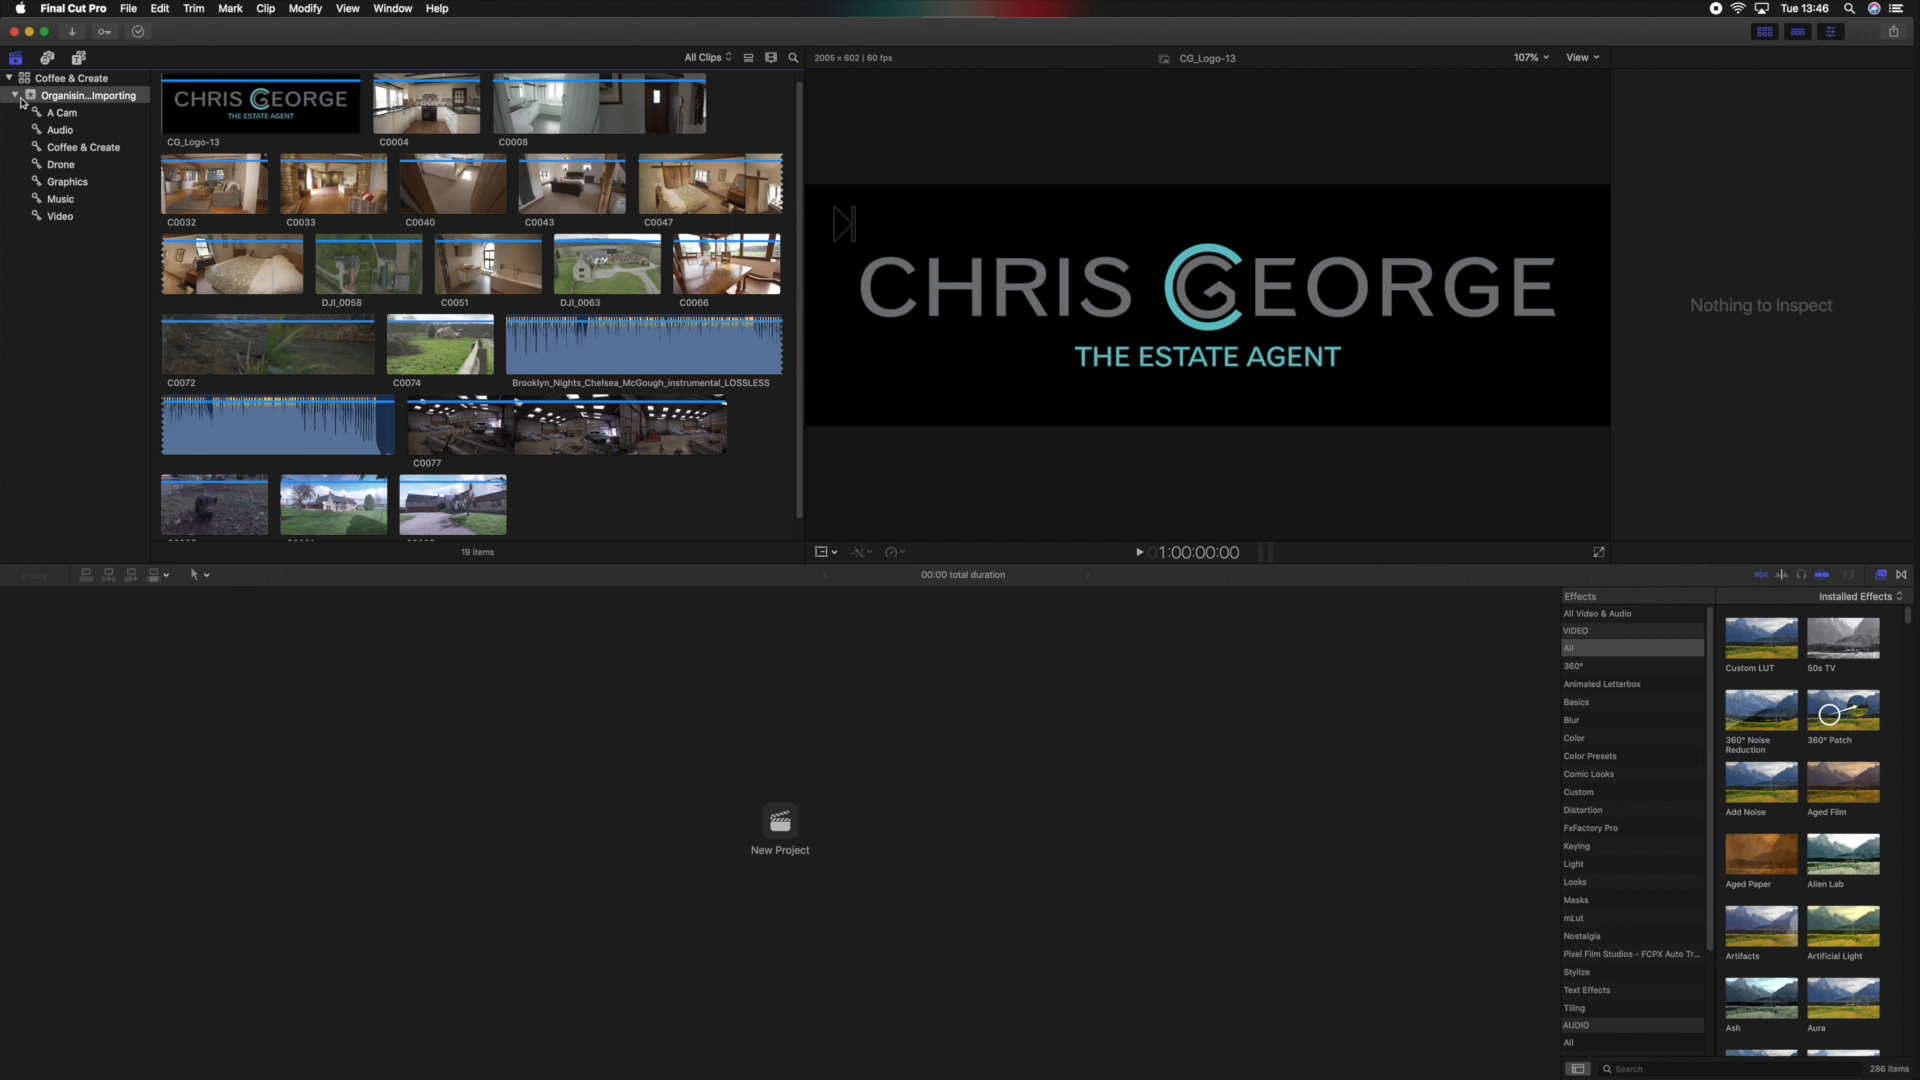 Final Cut Pro File Edit Trim Mark Clip Modify View Window Help
Tue 13:46
All Clips
2005 × 602 | 60 fps
CG_Logo-13
107%
View
Coffee & Create
Organisin...Importing
A Cam
Audio
Coffee & Create
Drone
Graphics
Music
Video
CHRIS GEORGE
THE ESTATE AGENT
CG_Logo-13
C0004
C0008
C0032
C0033
C0040
C0043
C0047
DJI_0058
C0051
DJI_0063
C0066
C0072
C0074
Brooklyn_Nights_Chelsea_McGough_instrumental_LOSSLESS
C0077
19 items
CHRIS GEORGE
THE ESTATE AGENT
01:00:00:00
Nothing to Inspect
Index
00:00 total duration
New Project
Effects
Installed Effects
All Video & Audio
VIDEO
All
360°
Animated Letterbox
Basics
Blur
Color
Color Presets
Comic Looks
Custom
Distortion
FxFactory Pro
Keying
Light
Looks
Masks
mLut
Nostalgia
Pixel Film Studios - FCPX Auto Tr...
Stylize
Text Effects
Tiling
AUDIO
All
Custom LUT
50s TV
360° Noise
Reduction
360° Patch
Add Noise
Aged Film
Aged Paper
Alien Lab
Artifacts
Artificial Light
Ash
Aura
Search
286 items